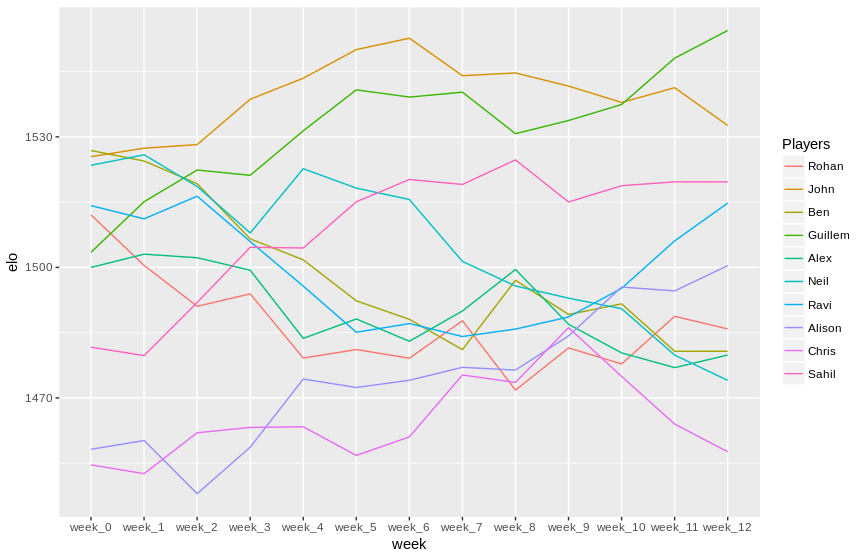 1530
1500
1470
elo
week_0 week_1 week_2 week_3 week_4 week_5 week_6 week_7 week_8 week_9 week_10 week_11 week_12
week
Players
Rohan
John
Ben
Guillem
Alex
Neil
Ravi
Alison
Chris
Sahil